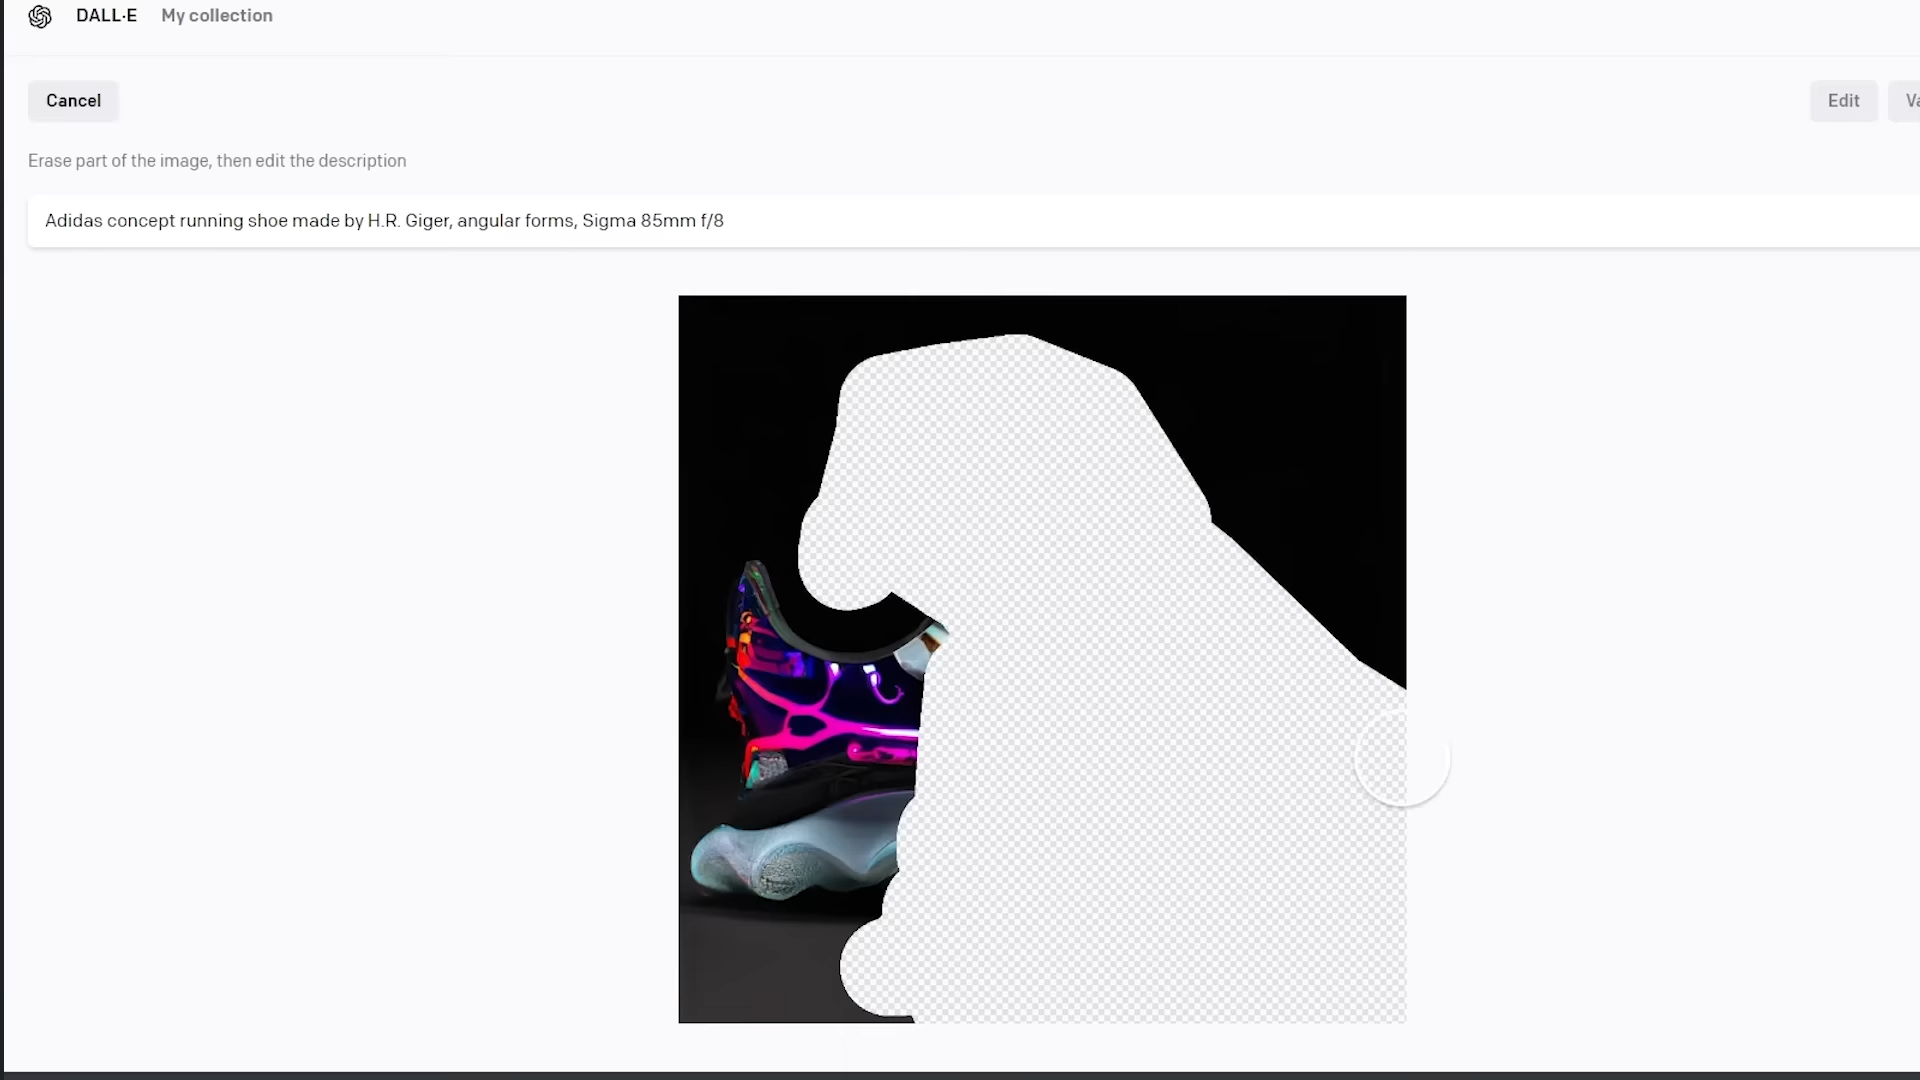 DALL·E My collection
Cancel
Edit
Erase part of the image, then edit the description
Adidas concept running shoe made by H.R. Giger, angular forms, Sigma 85mm f/8